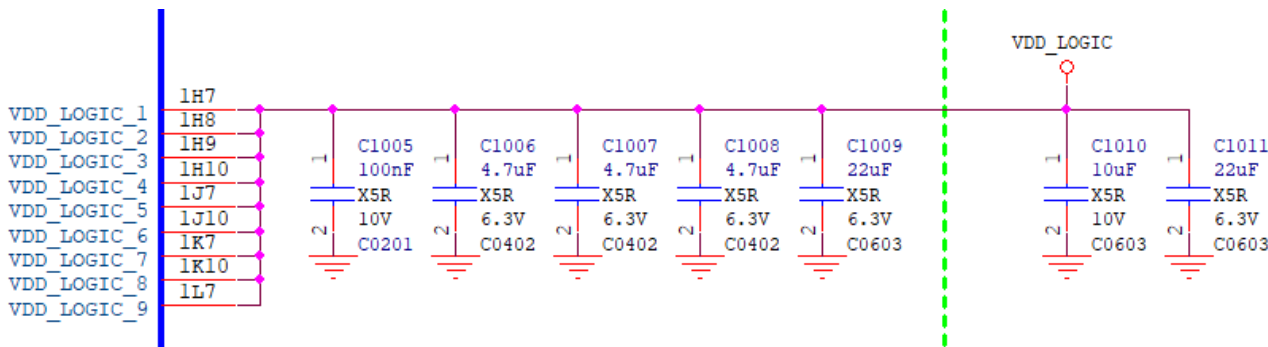 VDD_LOGIC
VDD_LOGIC_1 1H7
VDD_LOGIC_2 1H8
VDD_LOGIC_3 1H9
VDD_LOGIC_4 1H10
VDD_LOGIC_5 1J7
VDD_LOGIC_6 1J10
VDD_LOGIC_7 1K7
VDD_LOGIC_8 1K10
VDD_LOGIC_9 1L7
1
2
C1005
100nF
X5R
10V
C0201
1
2
C1006
4.7uF
X5R
6.3V
C0402
1
2
C1007
4.7uF
X5R
6.3V
C0402
1
2
C1008
4.7uF
X5R
6.3V
C0402
1
2
C1009
22uF
X5R
6.3V
C0603
1
2
C1010
10uF
X5R
10V
C0603
1
2
C1011
22uF
X5R
6.3V
C0603